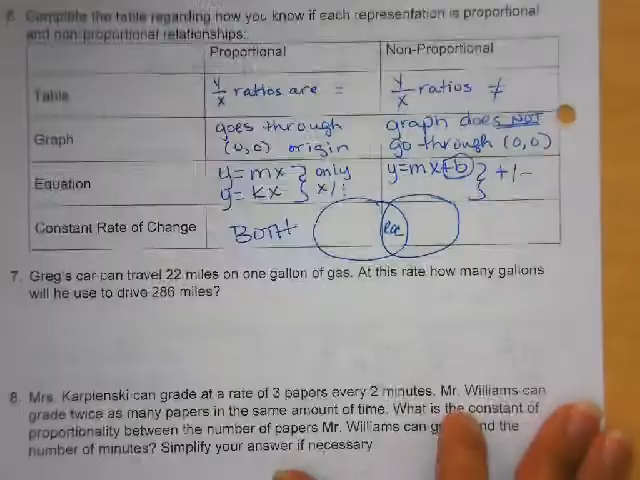 6. Complete the table regarding how you know if each representation is proportional
and non-proportional relationships:
Proportional
Non-Proportional
Table
y/x ratios are =
y/x ratios ≠
Graph
goes through
(0,0) origin
graph does NOT
go through (0,0)
Equation
y=mx } only
y=kx } x/÷
y=mx+b } +/-
Constant Rate of Change
BOTH
ROC
7. Greg's car can travel 22 miles on one gallon of gas. At this rate how many gallons
will he use to drive 286 miles?
8. Mrs. Karpienski can grade at a rate of 3 papers every 2 minutes. Mr. Williams can
grade twice as many papers in the same amount of time. What is the constant of
proportionality between the number of papers Mr. Williams can nd the
number of minutes? Simplify your answer if necessary